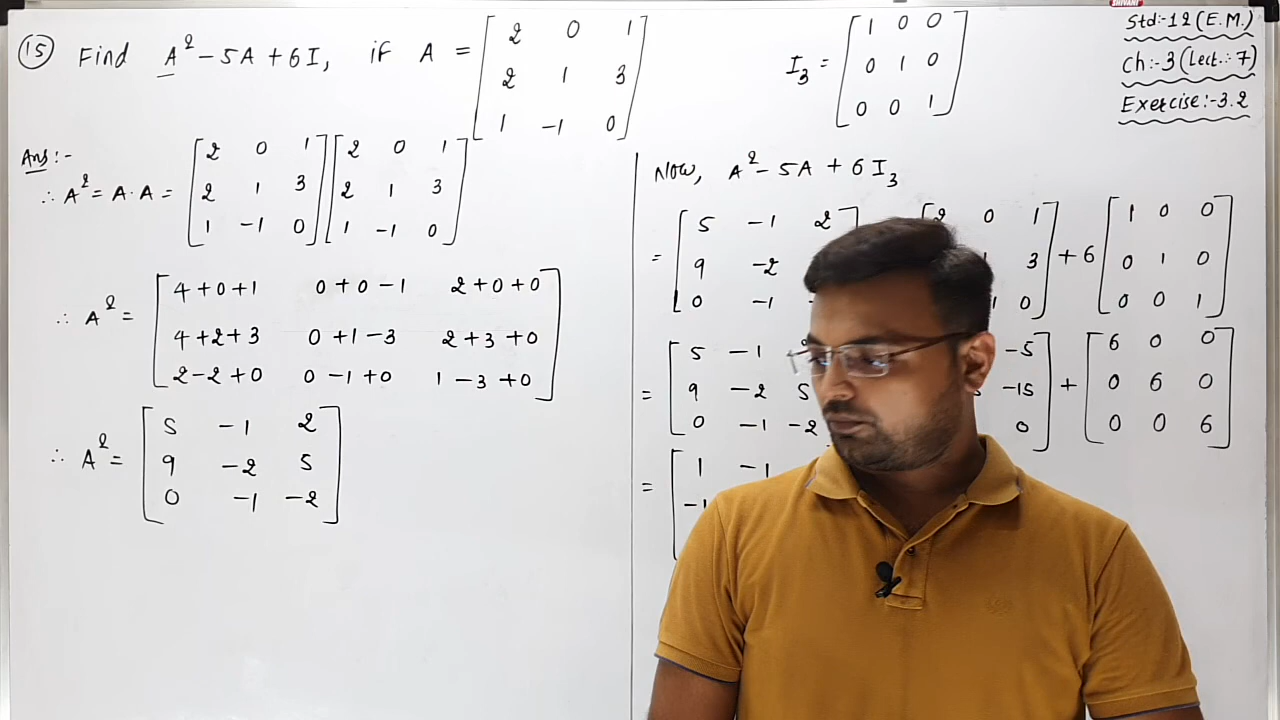 SHIVANI
Std:-12 (E.M.)
Ch:-3 (Lect.:7)
Exercise:-3.2
(15) Find A² - 5A + 6I, if A = [2 0 1
2 1 3
1 -1 0]
I₃ = [1 0 0
0 1 0
0 0 1]
Ans:-
∴ A² = A·A = [2 0 1] [2 0 1]
[2 1 3] [2 1 3]
[1 -1 0] [1 -1 0]
∴ A² = [4+0+1 0+0-1 2+0+0
4+2+3 0+1-3 2+3+0
2-2+0 0-1+0 1-3+0]
∴ A² = [5 -1 2
9 -2 5
0 -1 -2]
Now, A² - 5A + 6I₃
= [5 -1 2] [2 0 1] + 6 [1 0 0]
[9 -2 3] [0 1 0]
[0 -1 0] [0 0 1]
= [5 -1 -5] + [6 0 0]
[9 -2 5 -15] [0 6 0]
[0 -1 -2 0] [0 0 6]
= [1 -1
-1